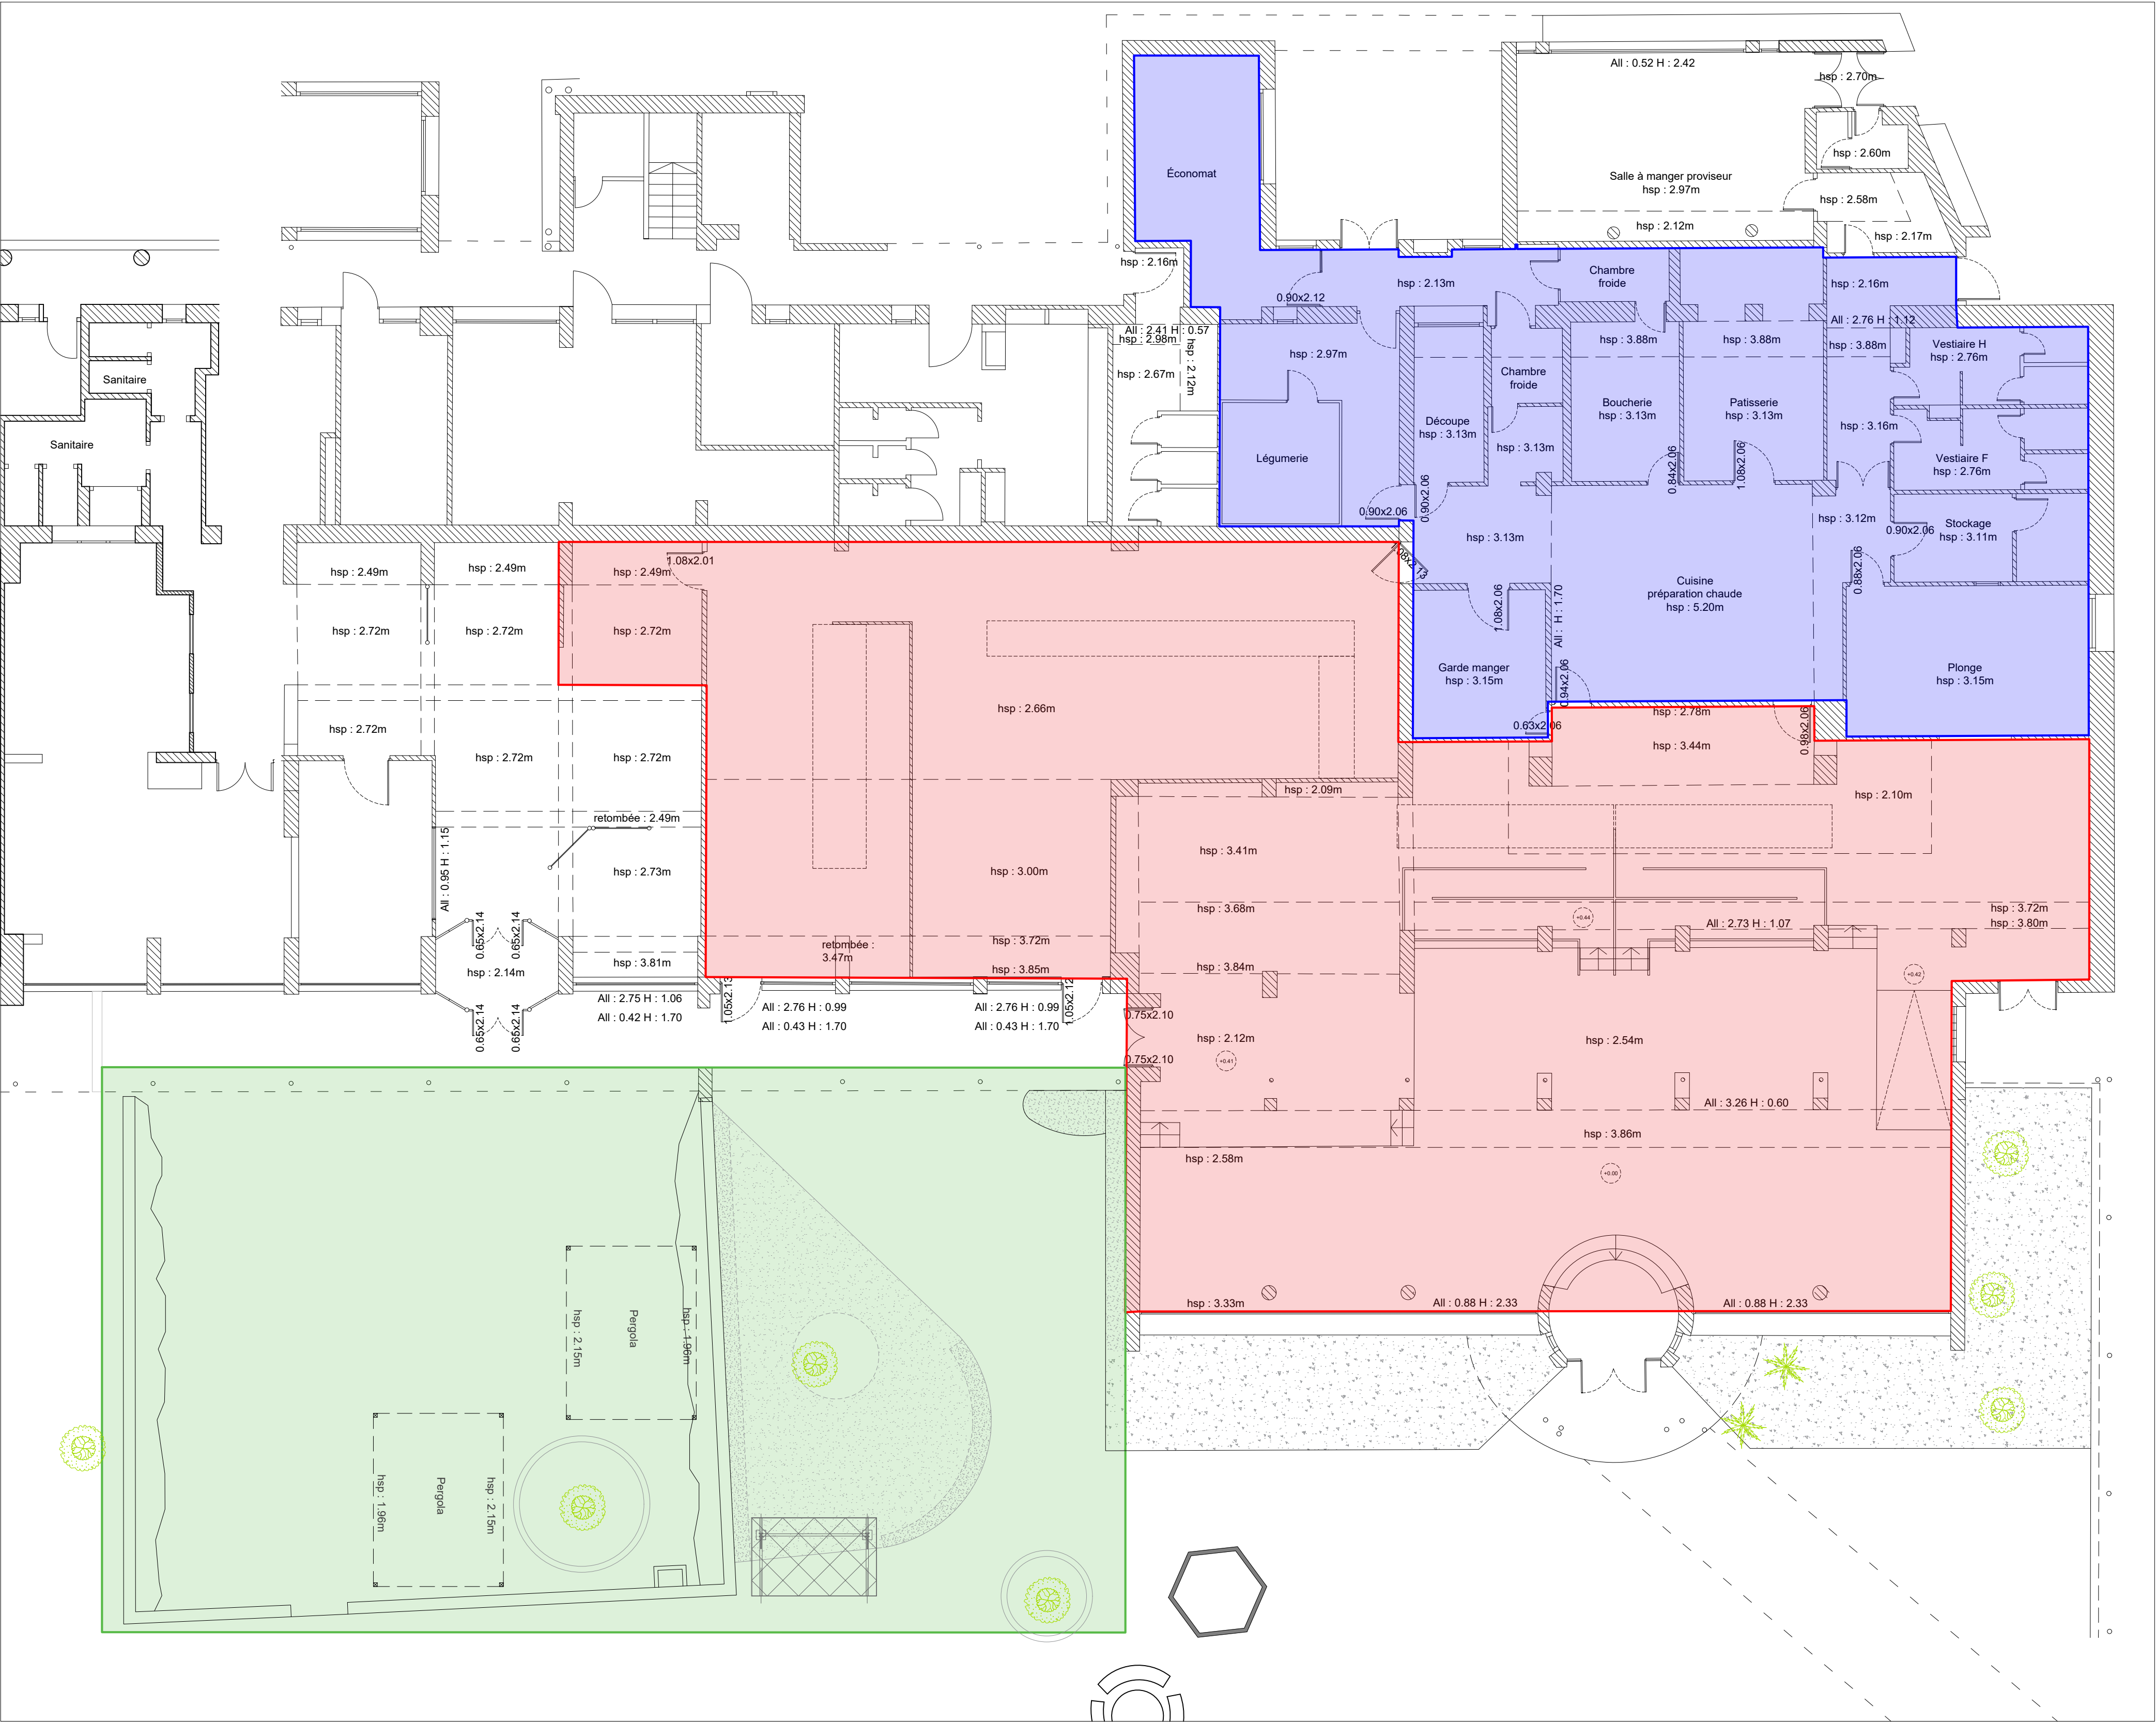 All : 0.52 H : 2.42
hsp : 2.70m
hsp : 2.60m
Économat
Salle à manger proviseur
hsp : 2.97m
hsp : 2.58m
hsp : 2.12m
hsp : 2.17m
hsp : 2.16m
Chambre
froide
hsp : 2.13m
hsp : 2.16m
0.90x2.12
All : 2.41 H : 0.57
hsp : 2.98m
hsp : 2.12m
hsp : 2.67m
hsp : 2.97m
hsp : 3.88m
hsp : 3.88m
All : 2.76 H : 1.12
hsp : 3.88m
Vestiaire H
hsp : 2.76m
Sanitaire
Chambre
froide
Boucherie
hsp : 3.13m
Patisserie
hsp : 3.13m
Découpe
hsp : 3.13m
hsp : 3.16m
Sanitaire
hsp : 3.13m
Légumerie
Vestiaire F
hsp : 2.76m
0.84x2.06
1.08x2.06
0.90x2.06
0.90x2.06
hsp : 3.12m
Stockage
hsp : 3.11m
0.90x2.06
hsp : 3.13m
1.08x2.13
1.08x2.01
hsp : 2.49m
hsp : 2.49m
hsp : 2.49m
0.88x2.06
Cuisine
préparation chaude
hsp : 5.20m
1.08x2.06
All :  H : 1.70
hsp : 2.72m
hsp : 2.72m
hsp : 2.72m
Garde manger
hsp : 3.15m
0.94x2.06
Plonge
hsp : 3.15m
hsp : 2.66m
hsp : 2.78m
0.63x2.06
0.98x2.06
hsp : 2.72m
hsp : 3.44m
hsp : 2.72m
hsp : 2.72m
hsp : 2.09m
hsp : 2.10m
retombée : 2.49m
All : 0.95 H : 1.15
hsp : 3.41m
hsp : 2.73m
hsp : 3.00m
hsp : 3.68m
hsp : 3.72m
hsp : 3.80m
+0.44
All : 2.73 H : 1.07
0.65x2.14
0.65x2.14
retombée :
3.47m
hsp : 3.72m
hsp : 3.81m
hsp : 3.85m
hsp : 3.84m
hsp : 2.14m
+0.42
All : 2.75 H : 1.06
All : 0.42 H : 1.70
1.05x2.13
All : 2.76 H : 0.99
All : 0.43 H : 1.70
All : 2.76 H : 0.99
All : 0.43 H : 1.70
1.05x2.12
0.75x2.10
0.65x2.14
0.65x2.14
hsp : 2.12m
hsp : 2.54m
0.75x2.10
+0.41
All : 3.26 H : 0.60
hsp : 3.86m
hsp : 2.58m
+0.00
hsp : 3.33m
All : 0.88 H : 2.33
All : 0.88 H : 2.33
hsp : 2.15m
Pergola
hsp : 1.96m
hsp : 1.96m
Pergola
hsp : 2.15m